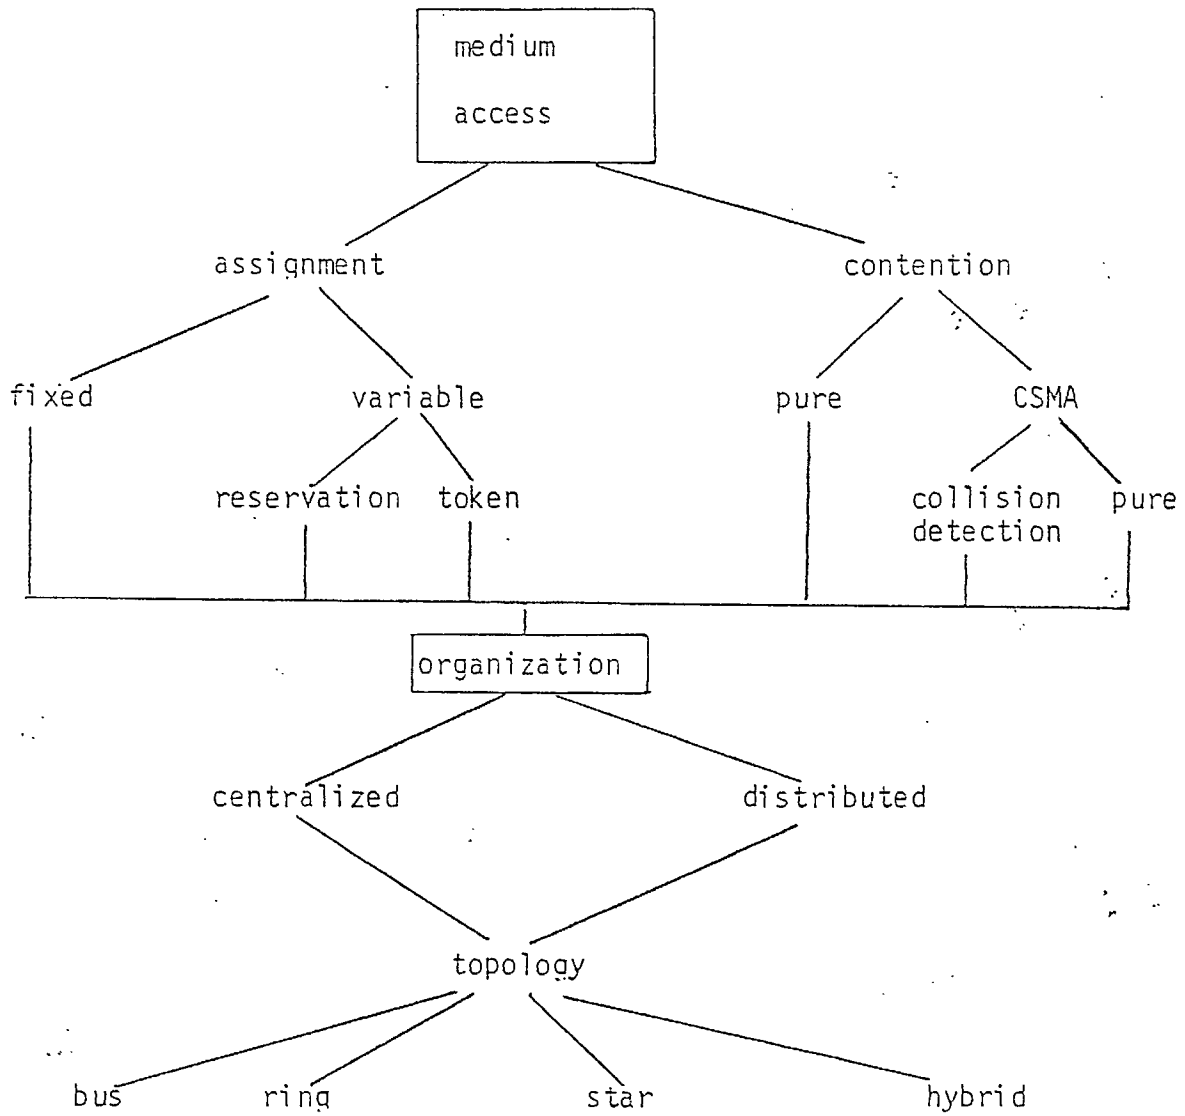 medium
access
assignment
contention
fixed
variable
pure
CSMA
reservation
token
collision
detection
pure
organization
centralized
distributed
topology
bus
ring
star
hybrid